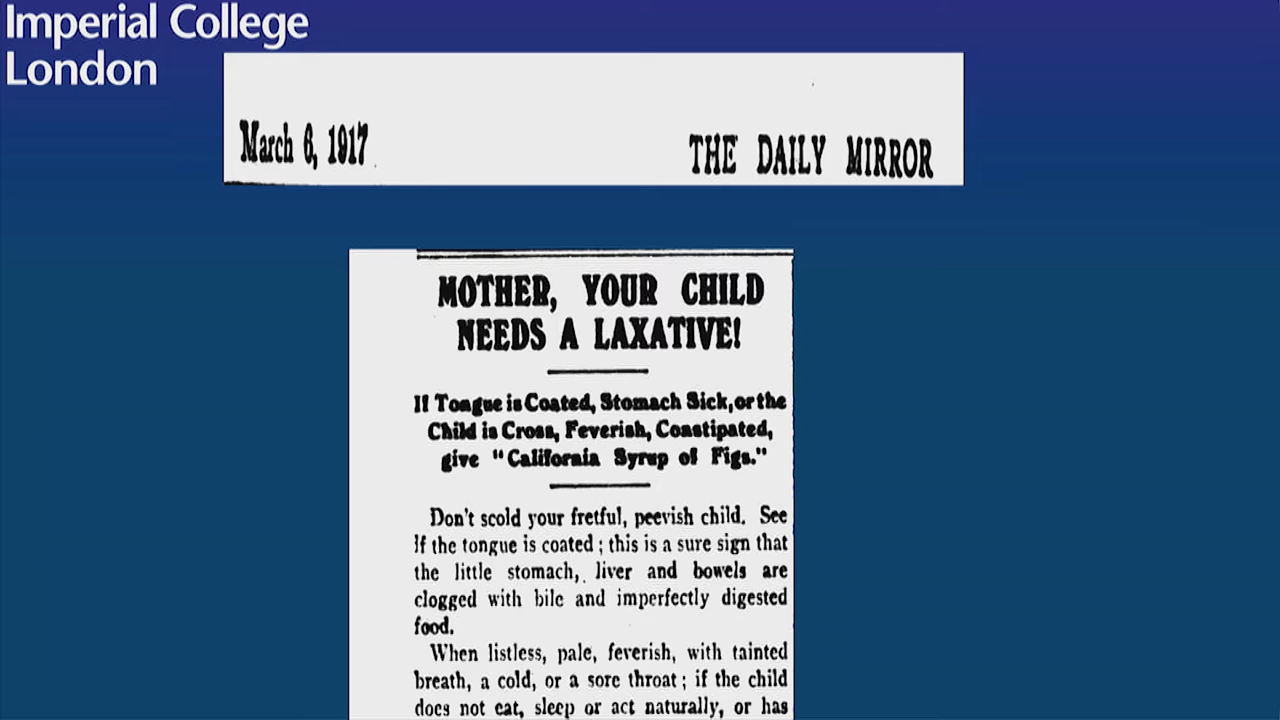 Imperial College
London
March 6, 1917
THE DAILY MIRROR
MOTHER, YOUR CHILD
NEEDS A LAXATIVE!
If Tongue is Coated, Stomach Sick, or the
Child is Cross, Feverish, Constipated,
give "California Syrup of Figs."
Don't scold your fretful, peevish child. See
if the tongue is coated; this is a sure sign that
the little stomach, liver and bowels are
clogged with bile and imperfectly digested
food.
When listless, pale, feverish, with tainted
breath, a cold, or a sore throat; if the child
does not eat, sleep or act naturally, or has